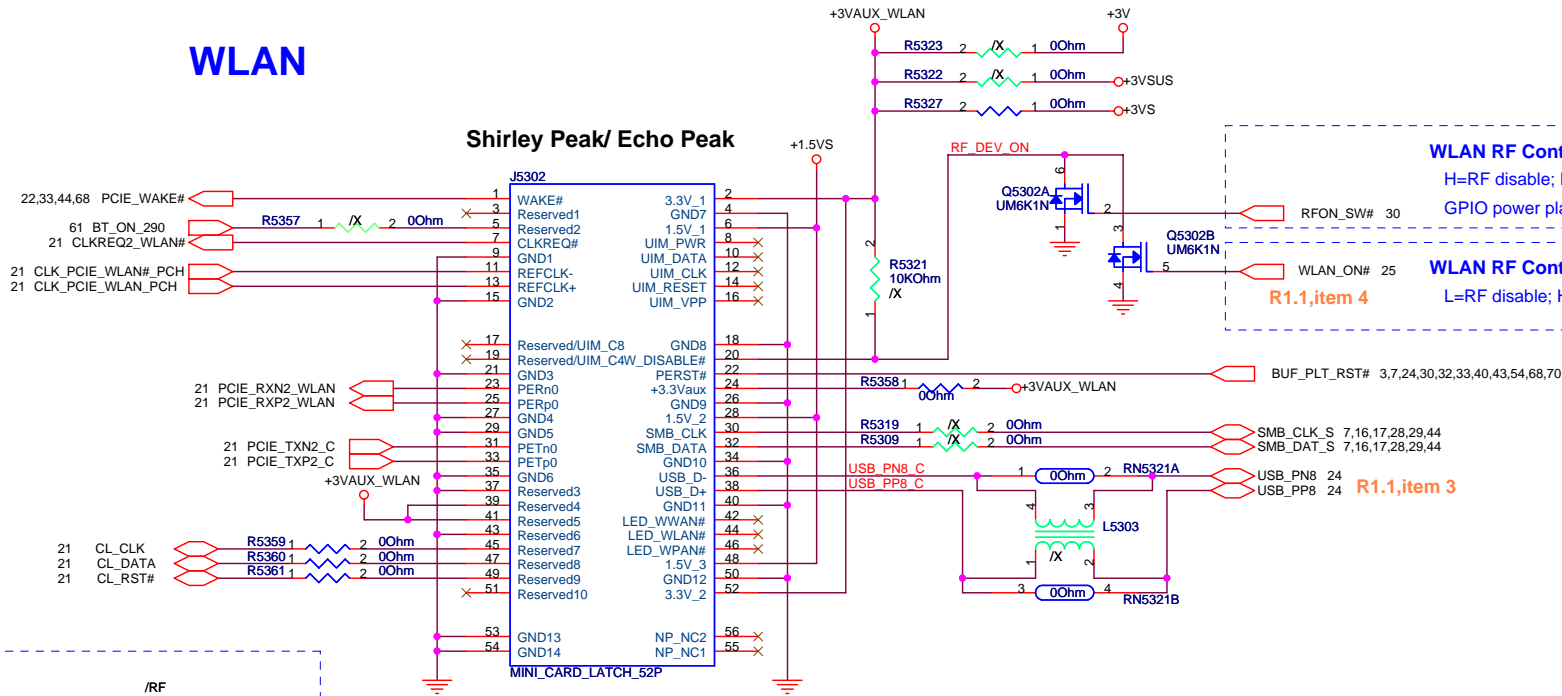 WLAN
Shirley Peak/ Echo Peak
+3VAUX_WLAN
+3V
R5323 2 /X 1 0Ohm
R5322 2 /X 1 0Ohm +3VSUS
R5327 2 1 0Ohm +3VS
+1.5VS
RF_DEV_ON
Q5302A
UM6K1N
6
2
1
RFON_SW# 30
Q5302B
UM6K1N
3
5
4
WLAN_ON# 25
R1.1,item 4
WLAN RF Cont
H=RF disable;
GPIO power pla
WLAN RF Cont
L=RF disable; H
J5302
22,33,44,68 PCIE_WAKE# 1 WAKE#
3 Reserved1
61 BT_ON_290 R5357 1 /X 2 0Ohm 5 Reserved2
21 CLKREQ2_WLAN# 7 CLKREQ#
9 GND1
21 CLK_PCIE_WLAN#_PCH 11 REFCLK-
21 CLK_PCIE_WLAN_PCH 13 REFCLK+
15 GND2
17 Reserved/UIM_C8
19 Reserved/UIM_C4
21 GND3
21 PCIE_RXN2_WLAN 23 PERn0
21 PCIE_RXP2_WLAN 25 PERp0
27 GND4
29 GND5
21 PCIE_TXN2_C 31 PETn0
21 PCIE_TXP2_C 33 PETp0
35 GND6
+3VAUX_WLAN
37 Reserved3
39 Reserved4
41 Reserved5
43 Reserved6
21 CL_CLK R5359 1 2 0Ohm 45 Reserved7
21 CL_DATA R5360 1 2 0Ohm 47 Reserved8
21 CL_RST# R5361 1 2 0Ohm 49 Reserved9
51 Reserved10
53 GND13
54 GND14
3.3V_1 2
GND7 4
1.5V_1 6
UIM_PWR 8
UIM_DATA 10
UIM_CLK 12
UIM_RESET 14
UIM_VPP 16
2
R5321
10KOhm
/X
1
GND8 18
W_DISABLE# 20
PERST# 22 BUF_PLT_RST# 3,7,24,30,32,33,40,43,54,68,70
+3.3Vaux 24 R5358 1 2 0Ohm +3VAUX_WLAN
GND9 26
1.5V_2 28
SMB_CLK 30 R5319 1 /X 2 0Ohm SMB_CLK_S 7,16,17,28,29,44
SMB_DATA 32 R5309 1 /X 2 0Ohm SMB_DAT_S 7,16,17,28,29,44
GND10 34
USB_D- 36 USB_PN8_C 1 0Ohm 2 RN5321A USB_PN8 24
USB_D+ 38 USB_PP8_C USB_PP8 24
R1.1,item 3
GND11 40
LED_WWAN# 42
LED_WLAN# 44
LED_WPAN# 46
1.5V_3 48
GND12 50
3.3V_2 52
4 3
L5303
/X
1 2
3 0Ohm 4 RN5321B
NP_NC2 56
NP_NC1 55
MINI_CARD_LATCH_52P
/RF